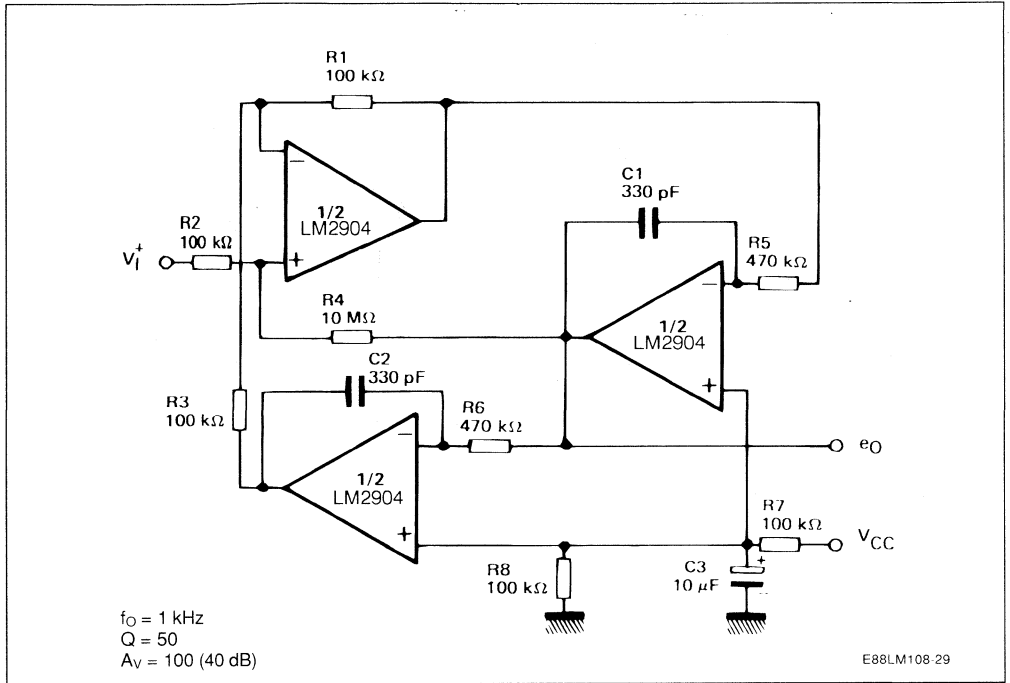 R1
100 kΩ
C1
330 pF
1/2
LM2904
R2
100 kΩ
V_I^+
R5
470 kΩ
R4
10 MΩ
1/2
LM2904
C2
330 pF
R3
100 kΩ
R6
470 kΩ
e_O
1/2
LM2904
R7
100 kΩ
V_CC
R8
100 kΩ
C3
10 μF
+
f_O = 1 kHz
Q = 50
A_V = 100 (40 dB)
E88LM108-29